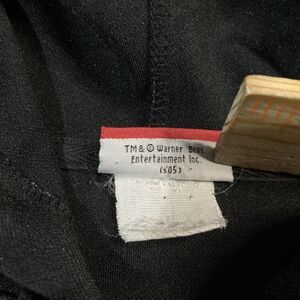 TM & © Warner Bros
Entertainment Inc.
(s05)